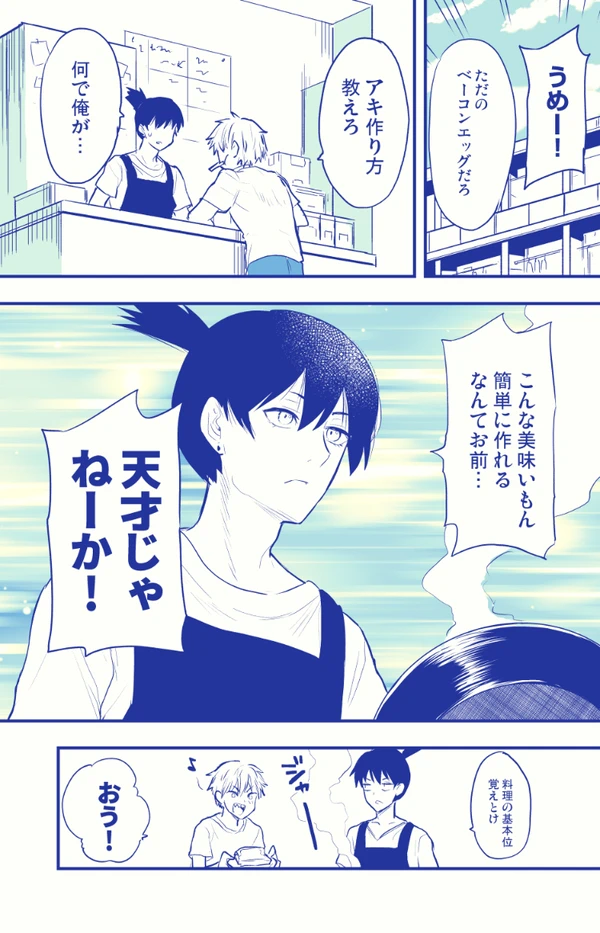 うめー！
ただの
ベーコンエッグだろ
アキ作り方
教えろ
何で俺が…
こんな美味いもん
簡単に作れる
なんてお前…
天才じゃ
ねーか！
料理の基本位
覚えとけ
ジャー
おう！